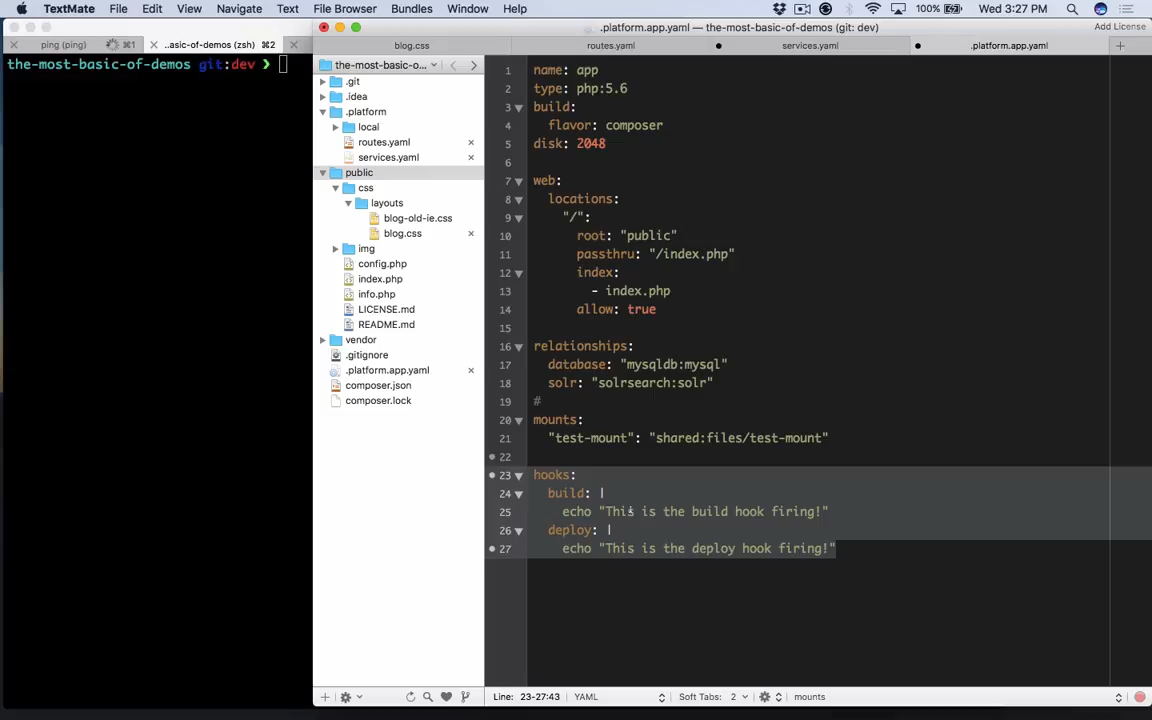 TextMate File Edit View Navigate Text File Browser Bundles Window Help 100% Wed 3:27 PM
.platform.app.yaml — the-most-basic-of-demos (git: dev) Add License
ping (ping) ⌘1 ..asic-of-demos (zsh) ⌘2
blog.css routes.yaml services.yaml .platform.app.yaml
the-most-basic-of-demos git:dev ❯
the-most-basic-o...
.git
.idea
.platform
local
routes.yaml
services.yaml
public
css
layouts
blog-old-ie.css
blog.css
img
config.php
index.php
info.php
LICENSE.md
README.md
vendor
.gitignore
.platform.app.yaml
composer.json
composer.lock
1 name: app
2 type: php:5.6
3 build:
4 flavor: composer
5 disk: 2048
6
7 web:
8 locations:
9 "/":
10 root: "public"
11 passthru: "/index.php"
12 index:
13 - index.php
14 allow: true
15
16 relationships:
17 database: "mysqldb:mysql"
18 solr: "solrsearch:solr"
19 #
20 mounts:
21 "test-mount": "shared:files/test-mount"
22
23 hooks:
24 build: |
25 echo "This is the build hook firing!"
26 deploy: |
27 echo "This is the deploy hook firing!"
Line: 23-27:43 YAML Soft Tabs: 2 mounts